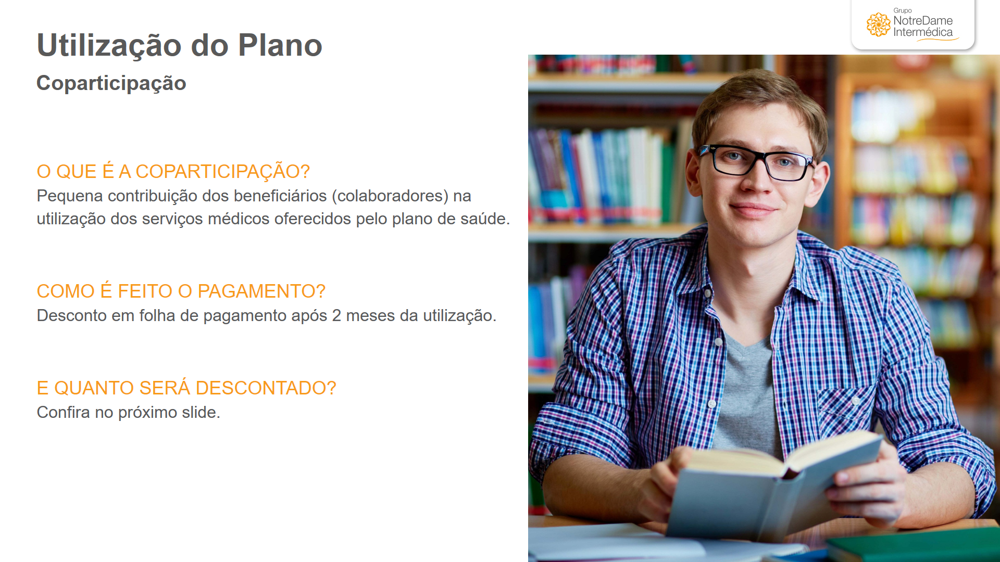 Grupo
NotreDame
Intermédica
Utilização do Plano
Coparticipação
O QUE É A COPARTICIPAÇÃO?
Pequena contribuição dos beneficiários (colaboradores) na
utilização dos serviços médicos oferecidos pelo plano de saúde.
COMO É FEITO O PAGAMENTO?
Desconto em folha de pagamento após 2 meses da utilização.
E QUANTO SERÁ DESCONTADO?
Confira no próximo slide.